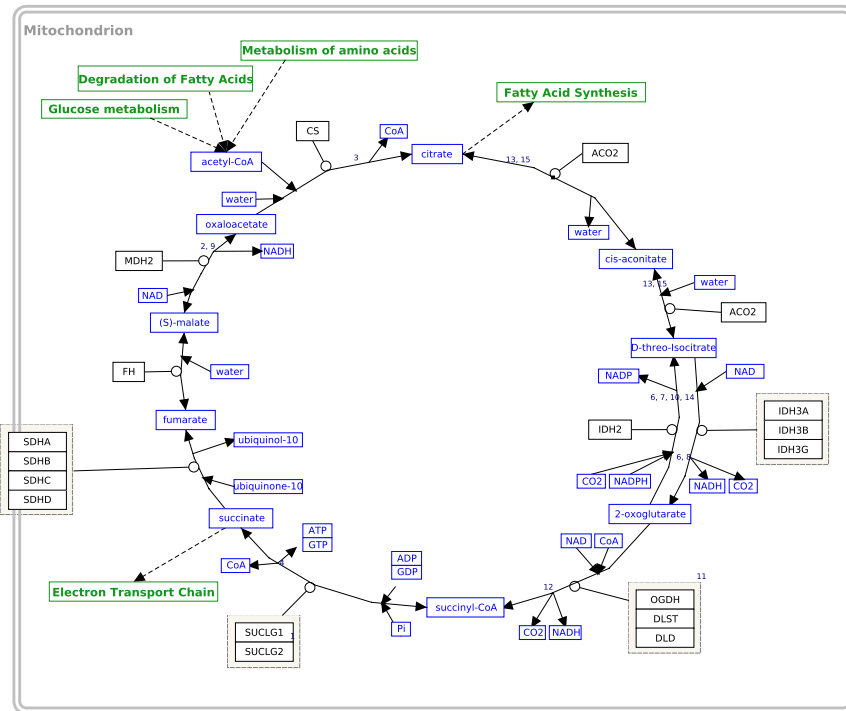 Mitochondrion
Metabolism of amino acids
Degradation of Fatty Acids
Glucose metabolism
Fatty Acid Synthesis
CS
CoA
3
citrate
13, 15
ACO2
acetyl-CoA
water
oxaloacetate
water
2, 9
NADH
MDH2
cis-aconitate
NAD
13, 15
water
(S)-malate
ACO2
D-threo-Isocitrate
FH
water
NADP
NAD
6, 7, 10, 14
fumarate
IDH3A
IDH3B
IDH3G
IDH2
SDHA
SDHB
SDHC
SDHD
ubiquinol-10
6, 8
CO2
NADPH
NADH
CO2
ubiquinone-10
succinate
2-oxoglutarate
ATP
GTP
NAD
CoA
CoA
4
ADP
GDP
12
11
Electron Transport Chain
succinyl-CoA
OGDH
DLST
DLD
Pi
CO2
NADH
SUCLG1
1
SUCLG2